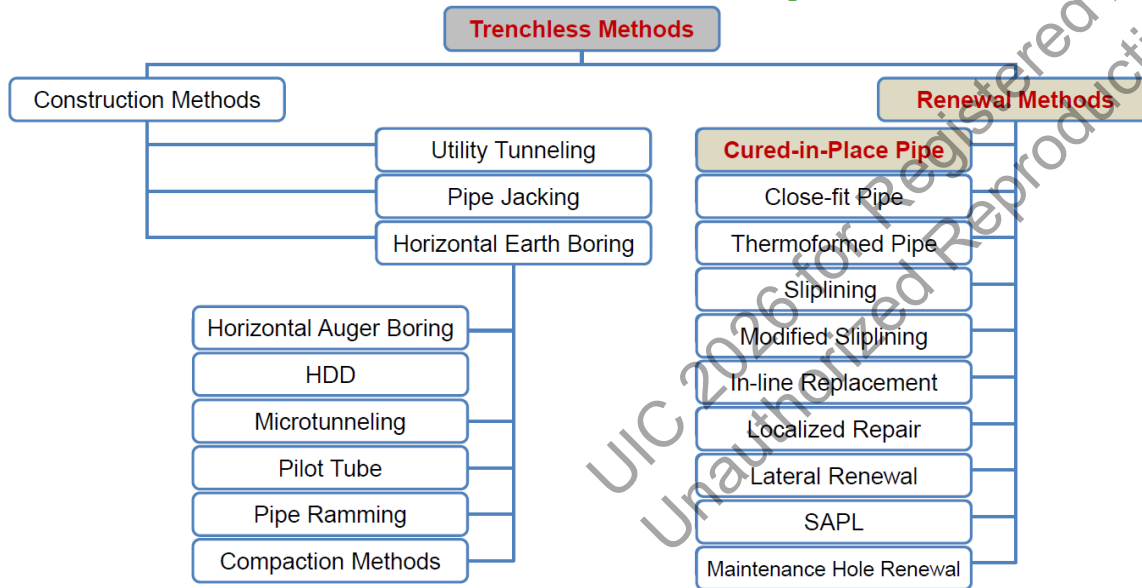 Trenchless Methods
Construction Methods
Renewal Methods
Utility Tunneling
Pipe Jacking
Horizontal Earth Boring
Horizontal Auger Boring
HDD
Microtunneling
Pilot Tube
Pipe Ramming
Compaction Methods
Cured-in-Place Pipe
Close-fit Pipe
Thermoformed Pipe
Sliplining
Modified Sliplining
In-line Replacement
Localized Repair
Lateral Renewal
SAPL
Maintenance Hole Renewal
UIC 2026 for Registered
Unauthorized